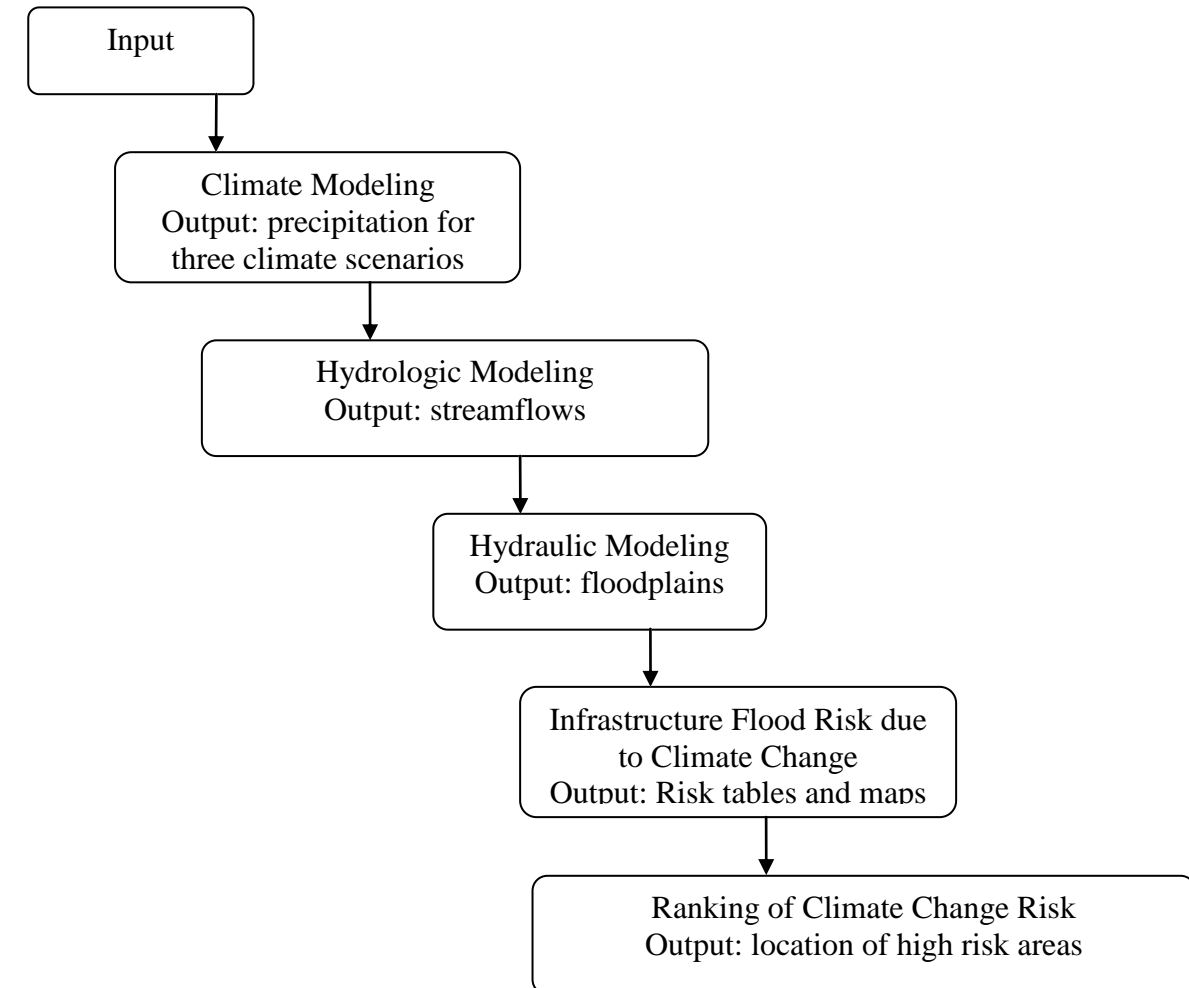 Input
Climate Modeling
Output: precipitation for
three climate scenarios
Hydrologic Modeling
Output: streamflows
Hydraulic Modeling
Output: floodplains
Infrastructure Flood Risk due
to Climate Change
Output: Risk tables and maps
Ranking of Climate Change Risk
Output: location of high risk areas